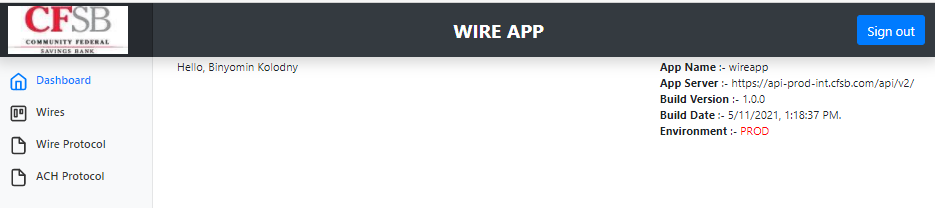 CFSB
COMMUNITY FEDERAL
SAVINGS BANK
WIRE APP
Sign out
Dashboard
Wires
Wire Protocol
ACH Protocol
Hello, Binyomin Kolodny
App Name :- wireapp
App Server :- https://api-prod-int.cfsb.com/api/v2/
Build Version :- 1.0.0
Build Date :- 5/11/2021, 1:18:37 PM.
Environment :- PROD